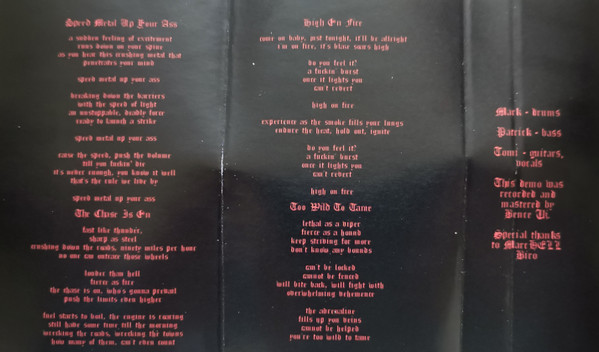 Speed Metal Up Your Ass
a sudden feeling of excitement
runs down on your spine
as you hear this crushing metal that
penetrates your mind
speed metal up your ass
breaking down the barriers
with the speed of light
an unstoppable, deadly force
ready to launch a strike
speed metal up your ass
raise the speed, push the volume
till you fuckin' die
it's never enough, you know it well
that's the rule we live by
speed metal up your ass
The Chase Is On
fast like thunder,
sharp as steel
crushing down the roads, ninety miles per hour
no one can outrace those wheels
louder than hell
fierce as fire
the chase is on, who's gonna prevail
push the limits even higher
fuel starts to boil, the engine is roaring
still have some time till the morning
wrecking the roads, wrecking the towns
how many of them, can't even count
High On Fire
come on baby, just tonight, it'll be allright
i'm on fire, it's blaze soars high
do you feel it?
a fuckin' burst
once it lights you
can't revert
high on fire
experience as the smoke fills your lungs
endure the heat, hold out, ignite
do you feel it?
a fuckin' burst
once it lights you
can't revert
high on fire
Too Wild To Tame
lethal as a viper
fierce as a hound
keep striving for more
don't know any bounds
can't be locked
cannot be fenced
will bite back, will fight with
overwhelming vehemence
the adrenaline
fills up you veins
cannot be helped
you're too wild to tame
Mark - drums
Patrick - bass
Tomi - guitars,
vocals
This demo was
recorded and
mastered by
Bence
Special thanks
to MarcHELL
Biro